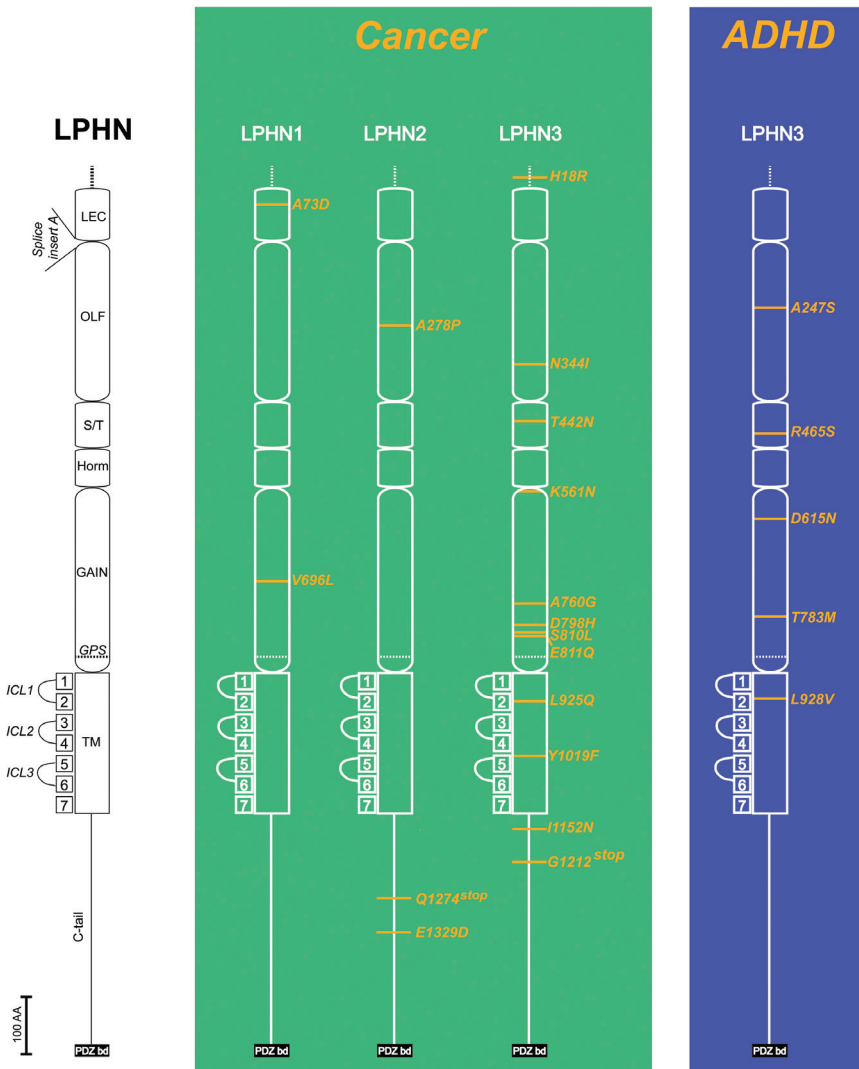 Cancer
ADHD
LPHN
LPHN1
LPHN2
LPHN3
LPHN3
LEC
Splice
insert A
OLF
S/T
Horm
GAIN
GPS
ICL1
ICL2
ICL3
1
2
3
4
5
6
7
TM
C-tail
100 AA
PDZ bd
A73D
V696L
1
2
3
4
5
6
7
PDZ bd
A278P
1
2
3
4
5
6
7
Q1274stop
E1329D
PDZ bd
H18R
N344I
T442N
K561N
A760G
D798H
S810L
E811Q
1
2
3
4
5
6
7
L925Q
Y1019F
I1152N
G1212stop
PDZ bd
A247S
R465S
D615N
T783M
1
2
3
4
5
6
7
L928V
PDZ bd